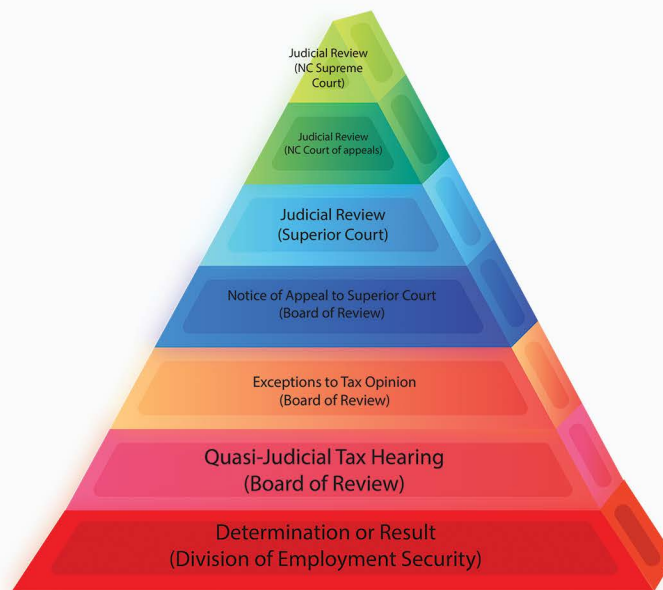 Judicial Review
(NC Supreme
Court)
Judicial Review
(NC Court of appeals)
Judicial Review
(Superior Court)
Notice of Appeal to Superior Court
(Board of Review)
Exceptions to Tax Opinion
(Board of Review)
Quasi-Judicial Tax Hearing
(Board of Review)
Determination or Result
(Division of Employment Security)